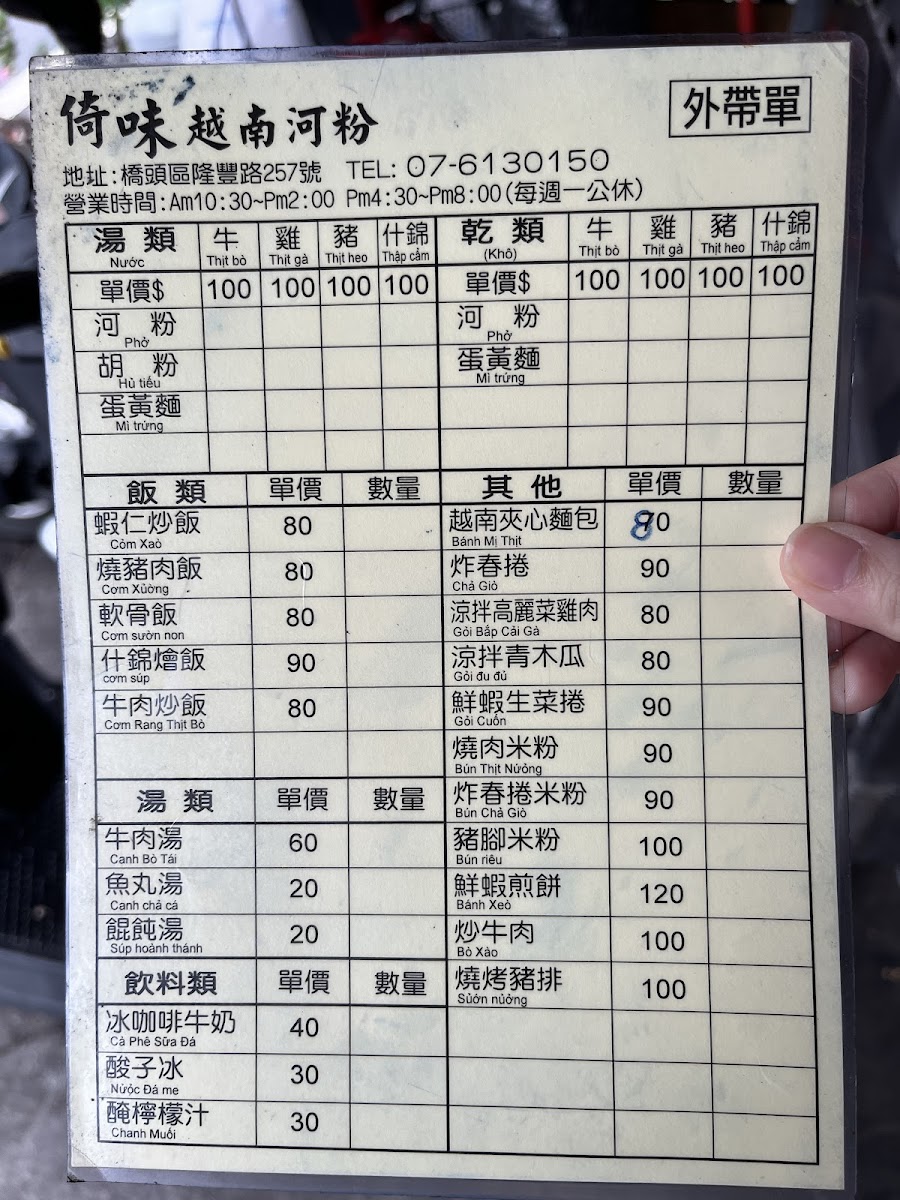 倚味越南河粉
外帶單
地址:橋頭區隆豐路257號 TEL: 07-6130150
營業時間:Am10:30~Pm2:00 Pm4:30~Pm8:00(每週一公休)
湯類 牛 雞 豬 什錦
Nước Thịt bò Thịt gà Thịt heo Thập cẩm
單價$ 100 100 100 100
河粉
Phở
胡粉
Hủ tiếu
蛋黃麵
Mì trứng
乾類 牛 雞 豬 什錦
(Khô) Thịt bò Thịt gà Thịt heo Thập cẩm
單價$ 100 100 100 100
河粉
Phở
蛋黃麵
Mì trứng
飯類 單價 數量
蝦仁炒飯 80
Cỏm Xaò
燒豬肉飯 80
Cơm Xủờng
軟骨飯 80
Cơm sườn non
什錦燴飯 90
cơm súp
牛肉炒飯 80
Cơm Rang Thịt Bò
湯類 單價 數量
牛肉湯 60
Canh Bò Tái
魚丸湯 20
Canh chả cá
餛飩湯 20
Súp hoành thánh
飲料類 單價 數量
冰咖啡牛奶 40
Cà Phê Sữa Đá
酸子冰 30
Nước Đá me
醃檸檬汁 30
Chanh Muối
其他 單價 數量
越南夾心麵包 80
Bánh Mị Thịt
炸春捲 90
Chả Giò
涼拌高麗菜雞肉 80
Gỏi Bắp Cải Gà
涼拌青木瓜 80
Gỏi đu đủ
鮮蝦生菜捲 90
Gỏi Cuốn
燒肉米粉 90
Bún Thịt Nướng
炸春捲米粉 90
Bún Chả Giò
豬腳米粉 100
Bún riêu
鮮蝦煎餅 120
Bánh Xeò
炒牛肉 100
Bò Xào
燒烤豬排 100
Sủờn nủởng